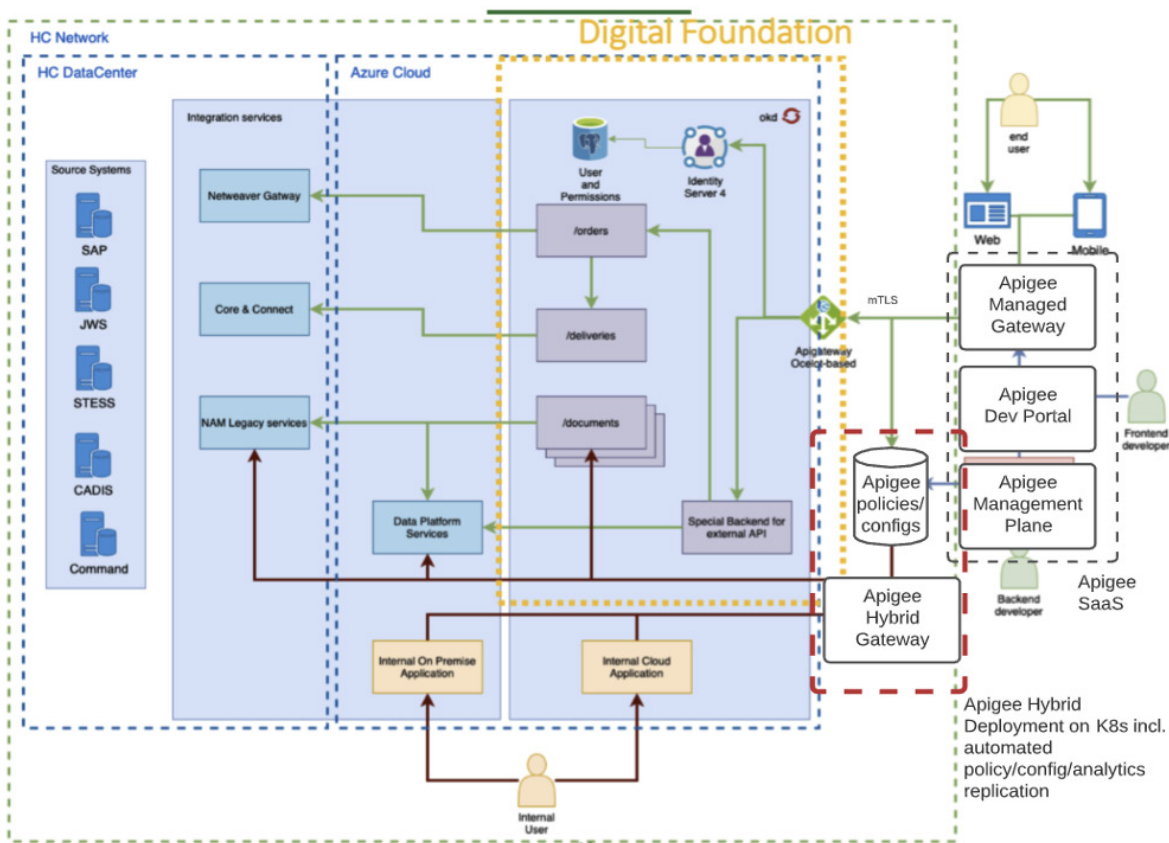 Digital Foundation
HC Network
HC DataCenter
Azure Cloud
Integration services
okd
Source Systems
SAP
JWS
STESS
CADIS
Command
Netweaver Gatway
Core & Connect
NAM Legacy services
Data Platform
Services
User
and
Permissions
Identity
Server 4
/orders
/deliveries
/documents
Special Backend for
external API
Apigateway
Ocelot-based
mTLS
end
user
Web
Mobile
Apigee
Managed
Gateway
Apigee
Dev Portal
Frontend
developer
Apigee
policies/
configs
Apigee
Management
Plane
Backend
developer
Apigee
SaaS
Apigee
Hybrid
Gateway
Internal On Premise
Application
Internal Cloud
Application
Apigee Hybrid
Deployment on K8s incl.
automated
policy/config/analytics
replication
Internal
User